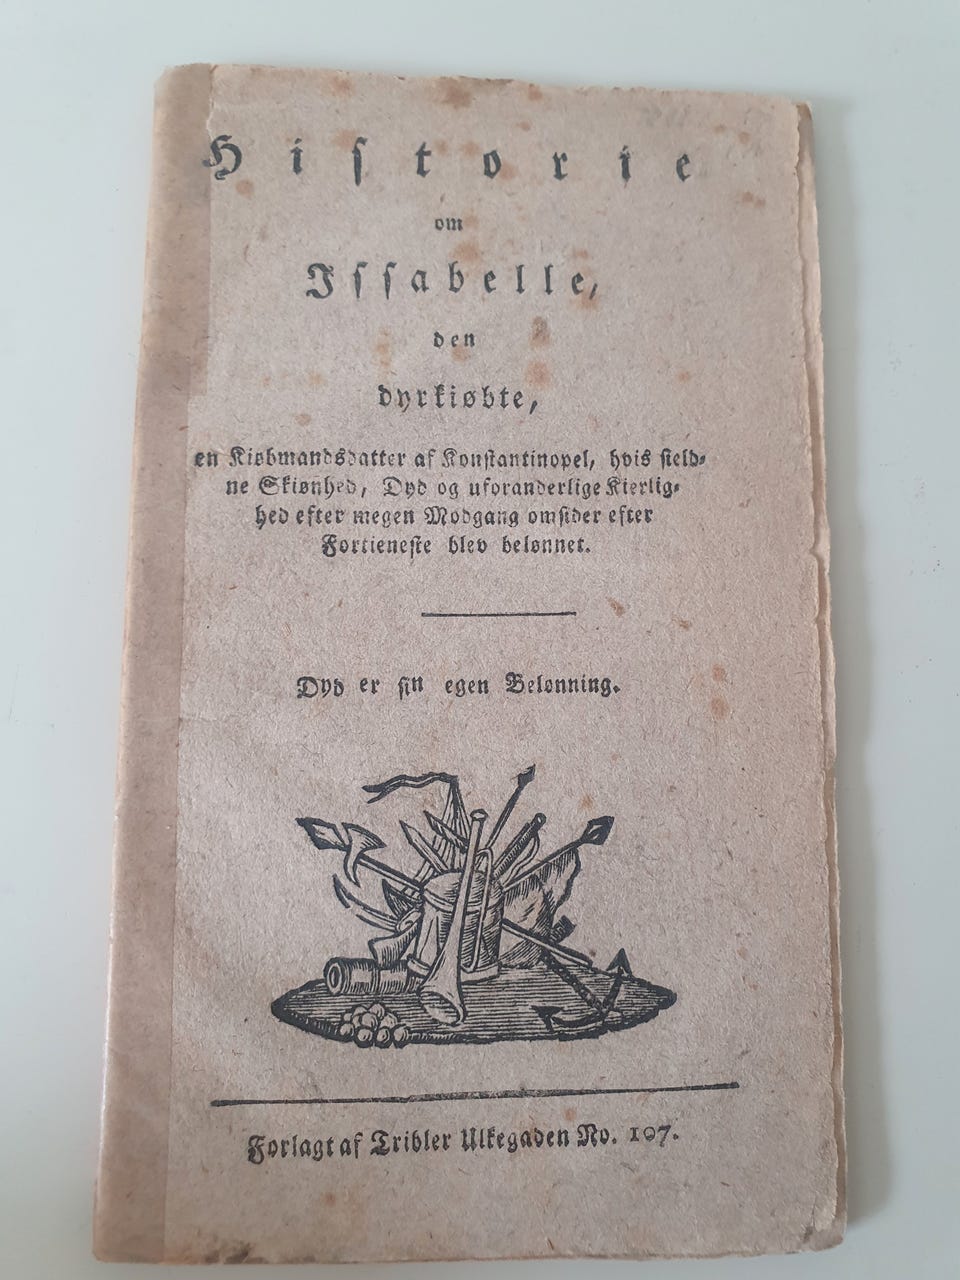 Historie
om
Issabelle,
den
dyrkiøbte,
en Kiøbmandsdatter af Konstantinopel, hvis sield=
ne Skiønhed, Dyd og uforanderlige Kierlig=
hed efter megen Modgang omsider efter
Fortieneste blev belønnet.
Dyd er sin egen Belønning.
Forlagt af Tribler Ulkegaden No. 107.